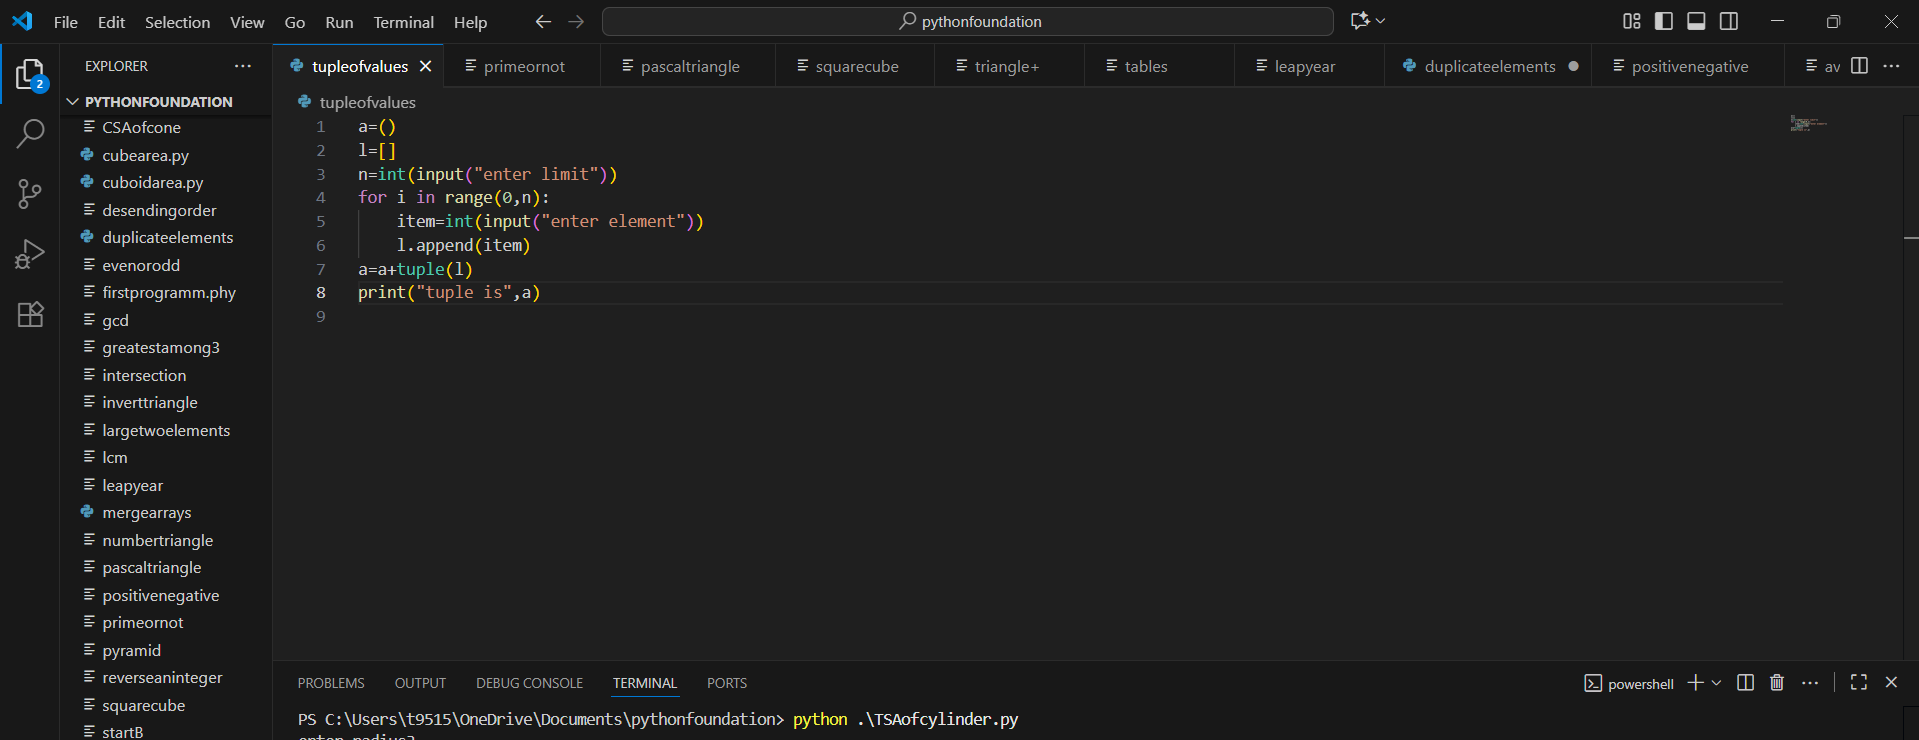 File Edit Selection View Go Run Terminal Help
pythonfoundation
2
EXPLORER
PYTHONFOUNDATION
CSAofcone
cubearea.py
cuboidarea.py
desendingorder
duplicateelements
evenorodd
firstprogramm.phy
gcd
greatestamong3
intersection
inverttriangle
largetwoelements
lcm
leapyear
mergearrays
numbertriangle
pascaltriangle
positivenegative
primeornot
pyramid
reverseaninteger
squarecube
startB
tupleofvalues primeornot pascaltriangle squarecube triangle+ tables leapyear duplicateelements positivenegative av
tupleofvalues
1 a=()
2 l=[]
3 n=int(input("enter limit"))
4 for i in range(0,n):
5     item=int(input("enter element"))
6     l.append(item)
7 a=a+tuple(l)
8 print("tuple is",a)
9
PROBLEMS OUTPUT DEBUG CONSOLE TERMINAL PORTS
powershell
PS C:\Users\t9515\OneDrive\Documents\pythonfoundation> python .\TSAofcylinder.py
enter radius3